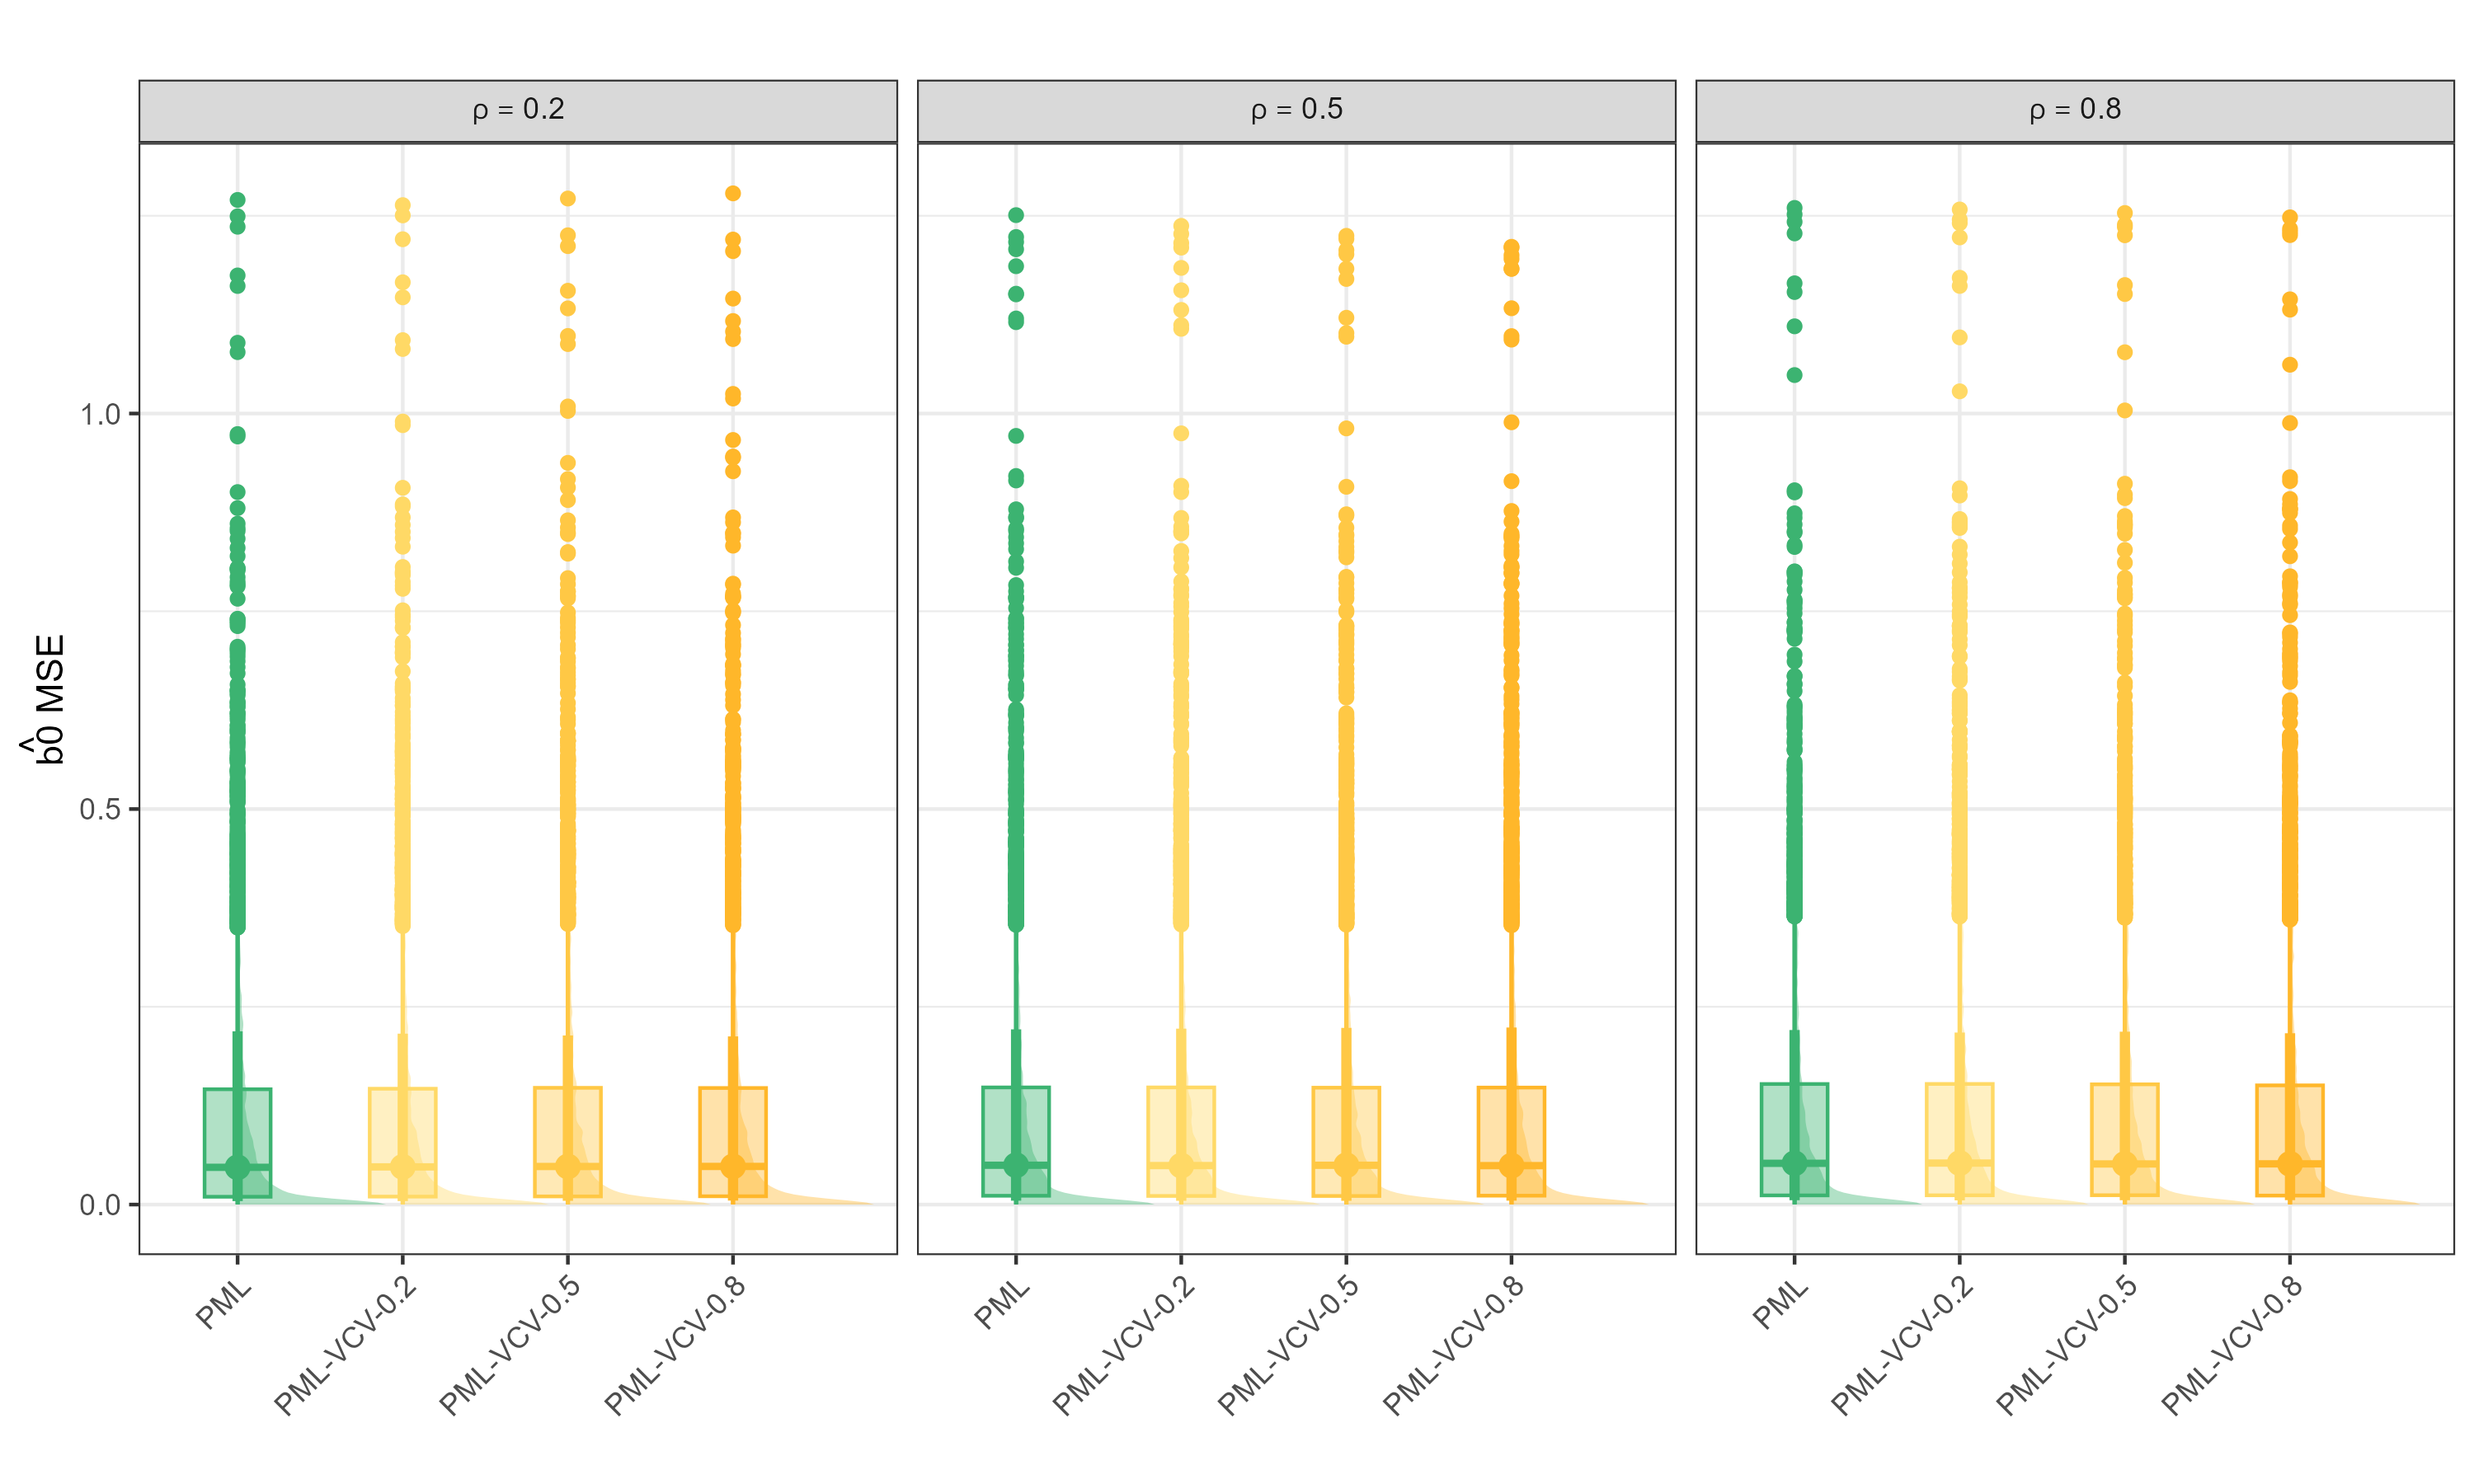 ρ = 0.2
ρ = 0.5
ρ = 0.8
b̂0 MSE
1.0
0.5
0.0
PML
PML-VCV-0.2
PML-VCV-0.5
PML-VCV-0.8
PML
PML-VCV-0.2
PML-VCV-0.5
PML-VCV-0.8
PML
PML-VCV-0.2
PML-VCV-0.5
PML-VCV-0.8